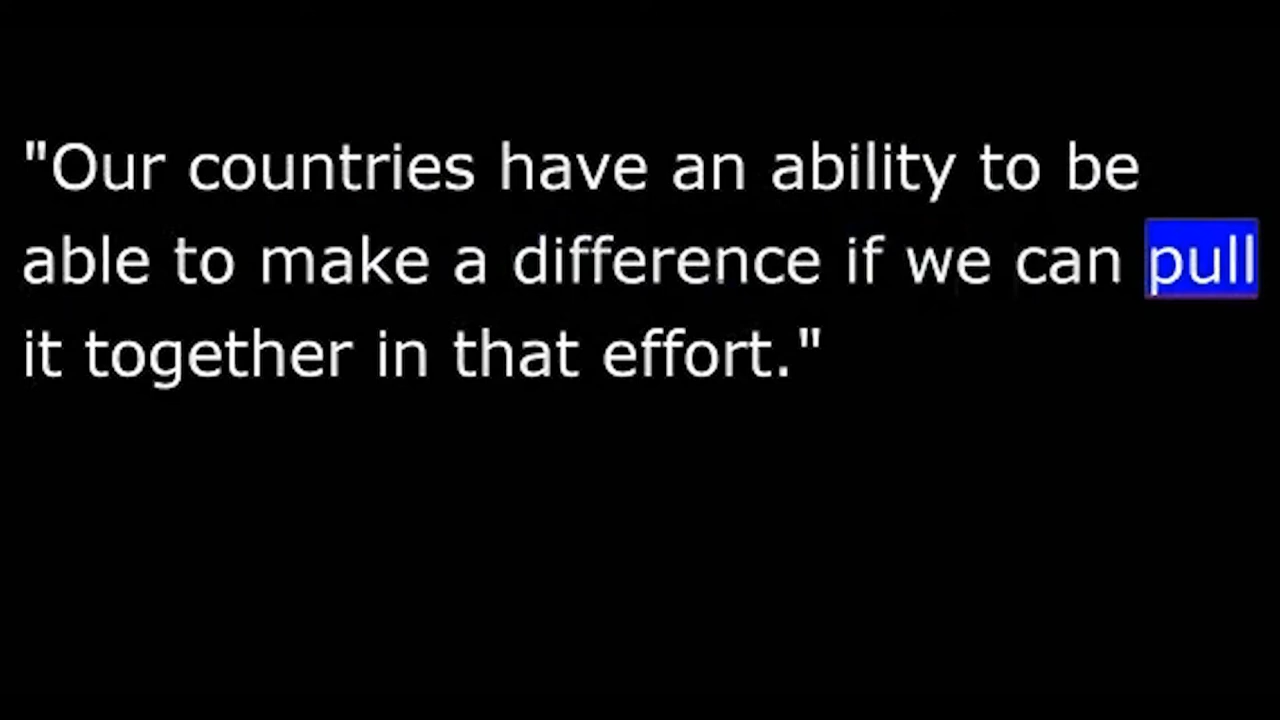 "Our countries have an ability to be
able to make a difference if we can pull
it together in that effort."